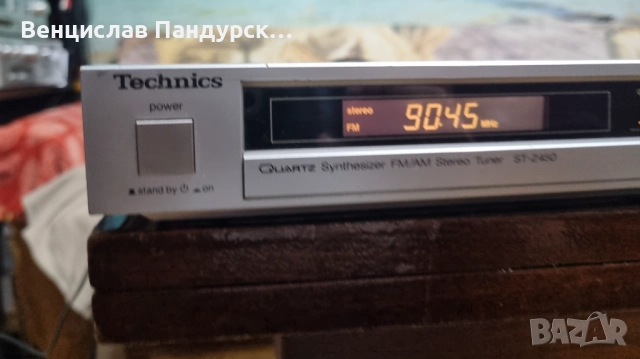 Венцислав Пандурск...
Technics
power
stereo
FM
90.45 MHz
QUARTZ Synthesizer FM/AM Stereo Tuner ST-Z450
stand by on
BAZAR